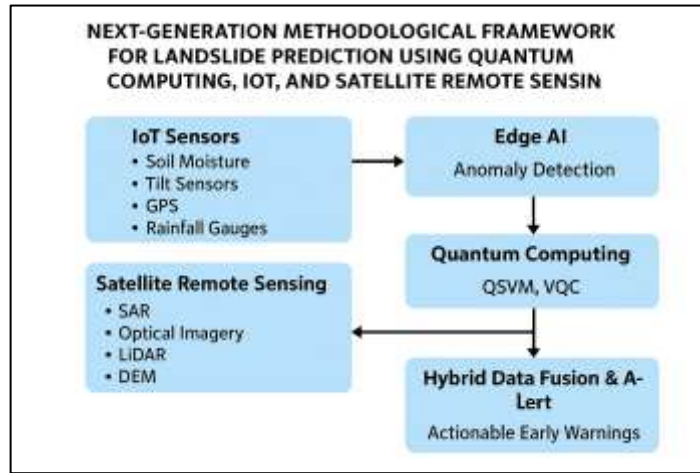 NEXT-GENERATION METHODOLOGICAL FRAMEWORK
FOR LANDSLIDE PREDICTION USING QUANTUM
COMPUTING, IOT, AND SATELLITE REMOTE SENSIN
IoT Sensors
• Soil Moisture
• Tilt Sensors
• GPS
• Rainfall Gauges
Edge AI
Anomaly Detection
Quantum Computing
QSVM, VQC
Satellite Remote Sensing
• SAR
• Optical Imagery
• LiDAR
• DEM
Hybrid Data Fusion & A-
Lert
Actionable Early Warnings